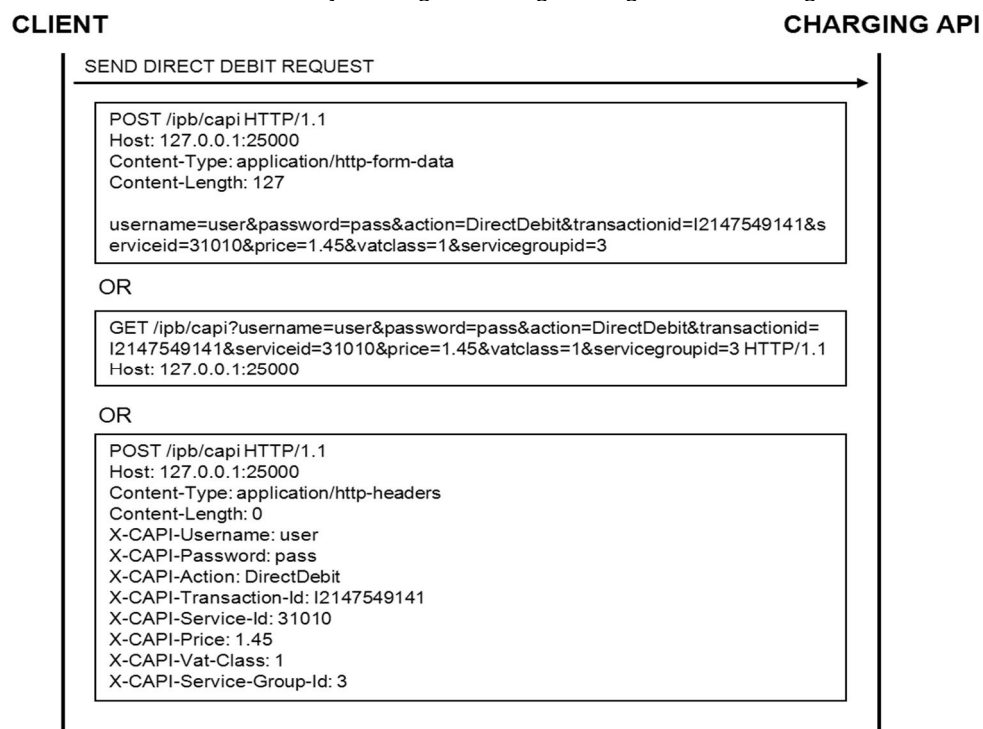 CLIENT
CHARGING API
SEND DIRECT DEBIT REQUEST
POST /ipb/capi HTTP/1.1
Host: 127.0.0.1:25000
Content-Type: application/http-form-data
Content-Length: 127
username=user&password=pass&action=DirectDebit&transactionid=I2147549141&s
erviceid=31010&price=1.45&vatclass=1&servicegroupid=3
OR
GET /ipb/capi?username=user&password=pass&action=DirectDebit&transactionid=
I2147549141&serviceid=31010&price=1.45&vatclass=1&servicegroupid=3 HTTP/1.1
Host: 127.0.0.1:25000
OR
POST /ipb/capi HTTP/1.1
Host: 127.0.0.1:25000
Content-Type: application/http-headers
Content-Length: 0
X-CAPI-Username: user
X-CAPI-Password: pass
X-CAPI-Action: DirectDebit
X-CAPI-Transaction-Id: I2147549141
X-CAPI-Service-Id: 31010
X-CAPI-Price: 1.45
X-CAPI-Vat-Class: 1
X-CAPI-Service-Group-Id: 3